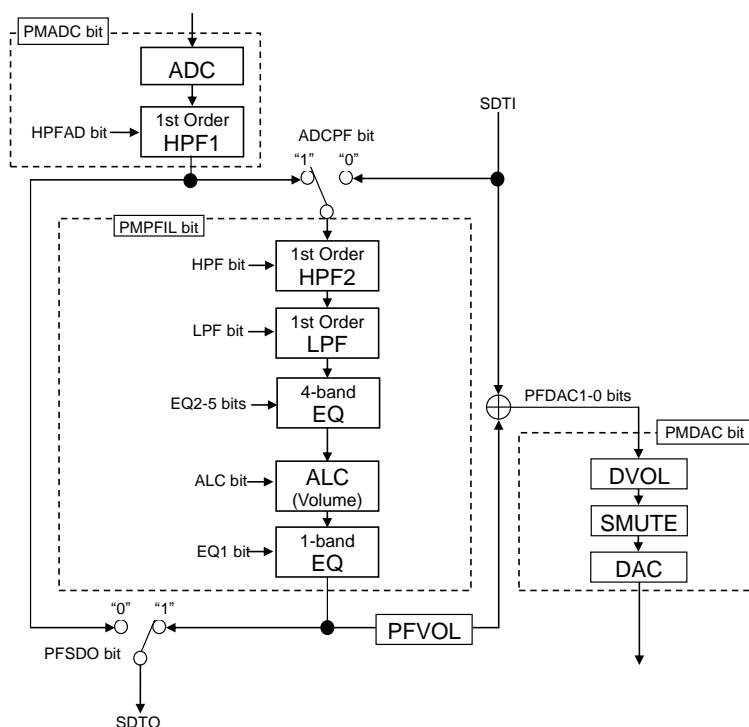 PMADC bit
ADC
1st Order
HPF1
HPFAD bit
SDTI
ADCPF bit
“1” “0”
PMPFIL bit
HPF bit
1st Order
HPF2
LPF bit
1st Order
LPF
EQ2-5 bits
4-band
EQ
PFDAC1-0 bits
PMDAC bit
ALC bit
ALC
(Volume)
DVOL
SMUTE
DAC
EQ1 bit
1-band
EQ
“0” “1”
PFSDO bit
PFVOL
SDTO